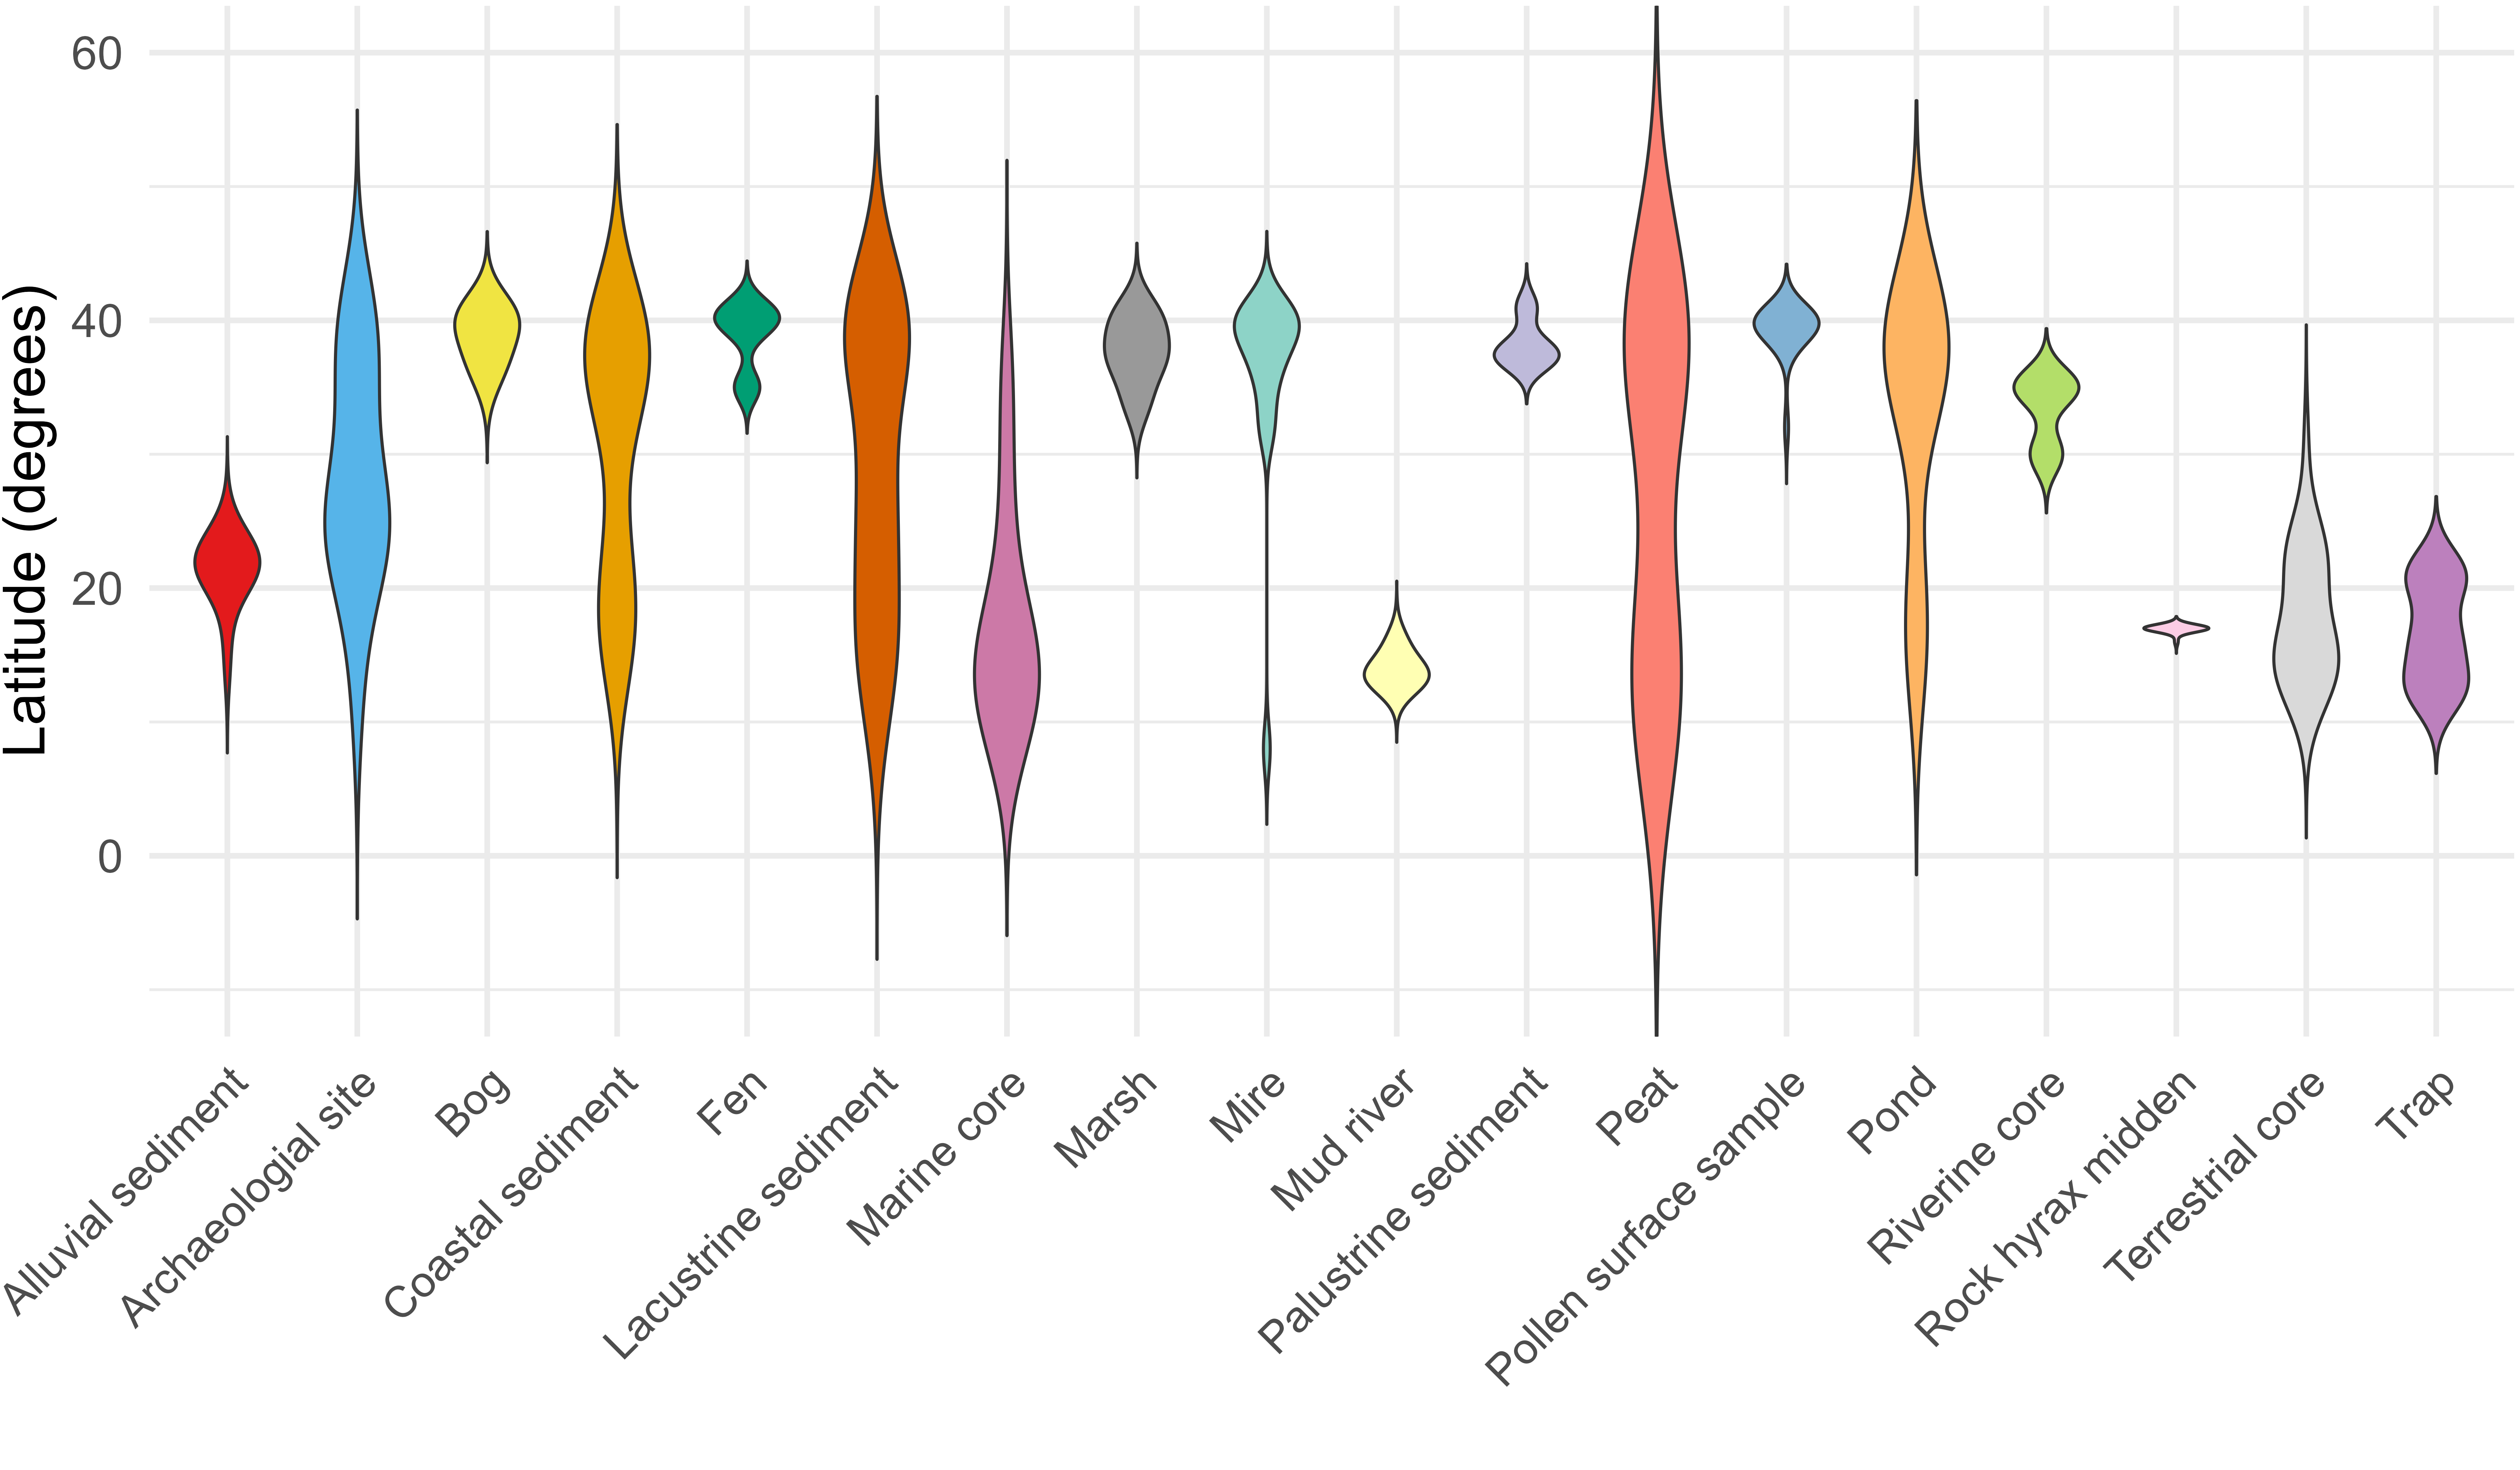 Latitude (degrees)
60
40
20
0
Alluvial sediment
Archaeologial site
Bog
Coastal sediment
Fen
Lacustrine sediment
Marine core
Marsh
Mire
Mud river
Palustrine sediment
Peat
Pollen surface sample
Pond
Riverine core
Rock hyrax midden
Terrestrial core
Trap